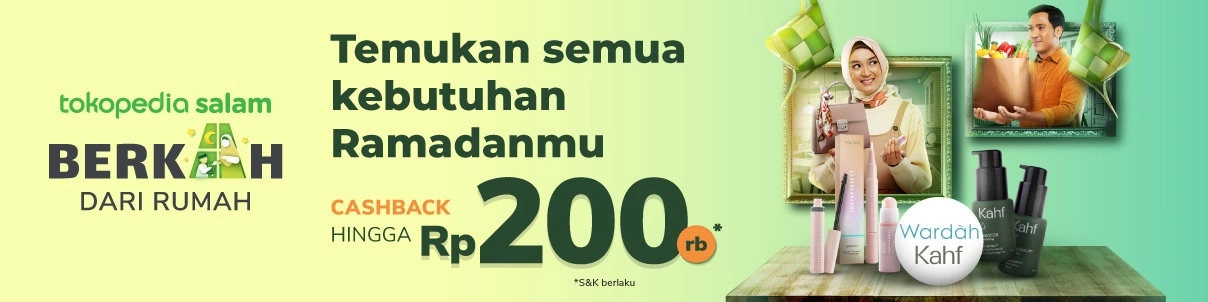 tokopedia salam
BERKAH
DARI RUMAH
Temukan semua
kebutuhan
Ramadanmu
CASHBACK
HINGGA Rp200rb*
*S&K berlaku
Wardah
Kahf
Kahf
Kahf